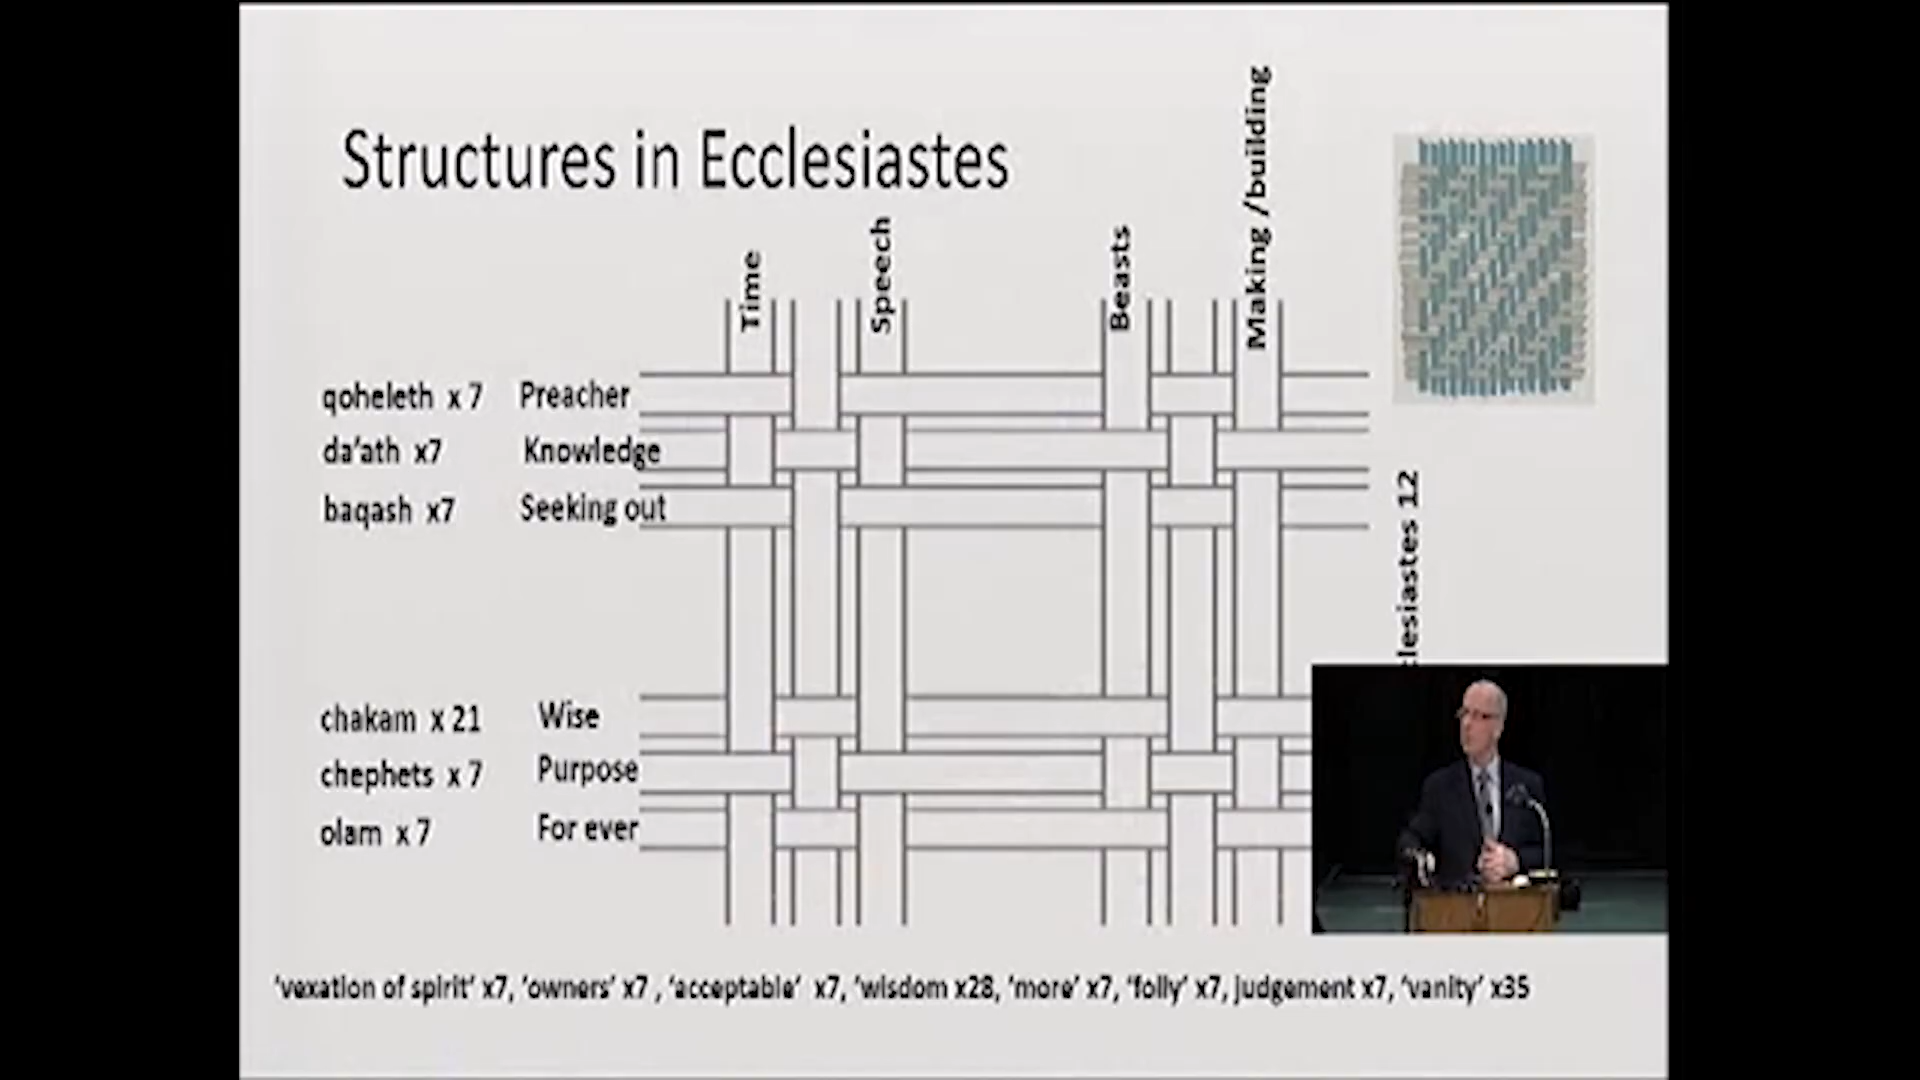 Structures in Ecclesiastes
Time
Speech
Beasts
Making /building
qoheleth x 7 Preacher
da'ath x7 Knowledge
baqash x7 Seeking out
chakam x 21 Wise
chephets x 7 Purpose
olam x 7 For ever
clesiastes 12
'vexation of spirit' x7, 'owners' x7 , 'acceptable' x7, 'wisdom x28, 'more' x7, 'folly' x7, judgement x7, 'vanity' x35